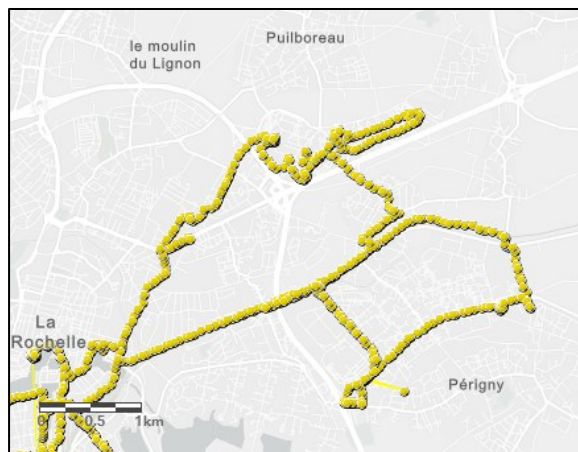 Puilboreau
le moulin
du Lignon
La
Rochelle
Périgny
0 0,5 1km